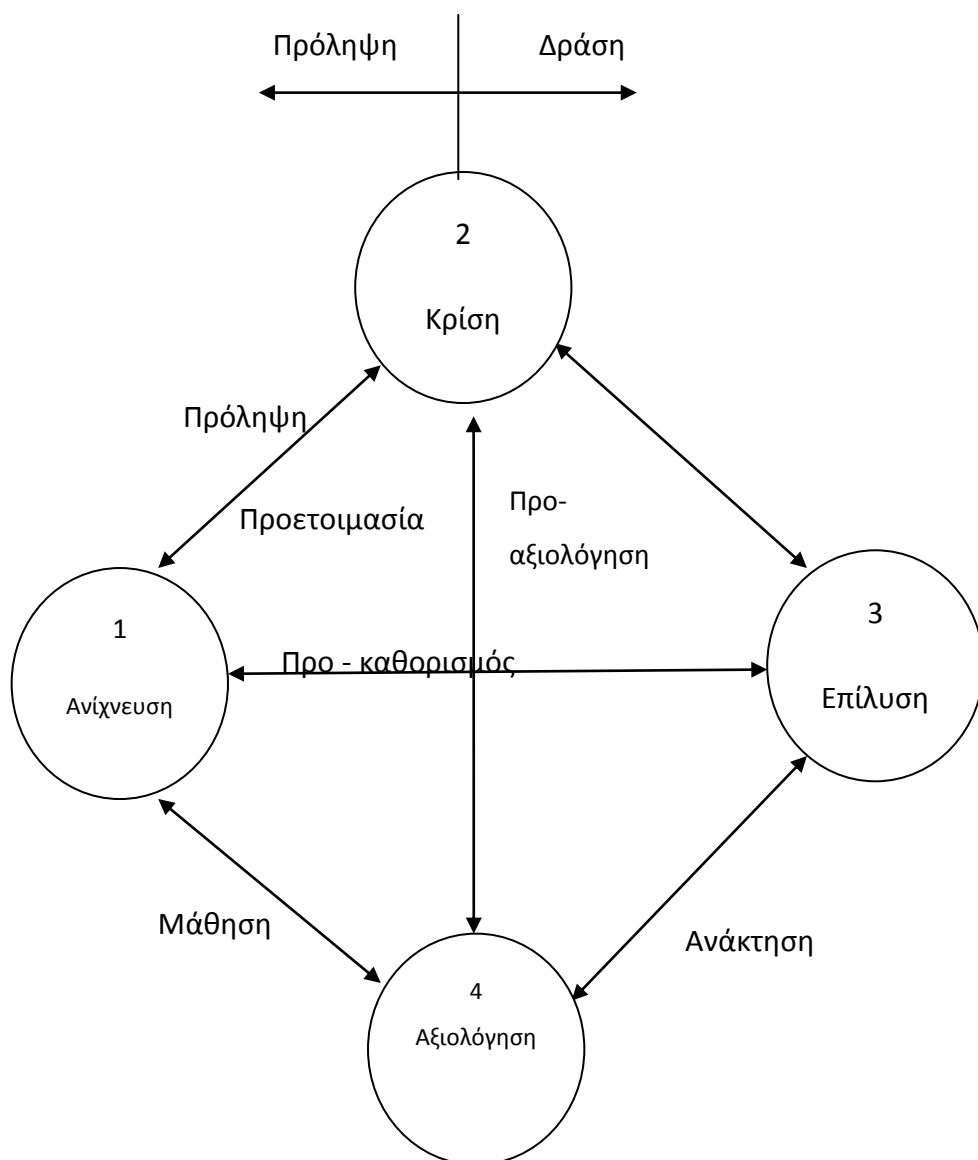 Πρόληψη Δράση
2
Κρίση
Πρόληψη
Προετοιμασία
Προ-
αξιολόγηση
1
Ανίχνευση
Προ - καθορισμός
3
Επίλυση
Μάθηση
Ανάκτηση
4
Αξιολόγηση